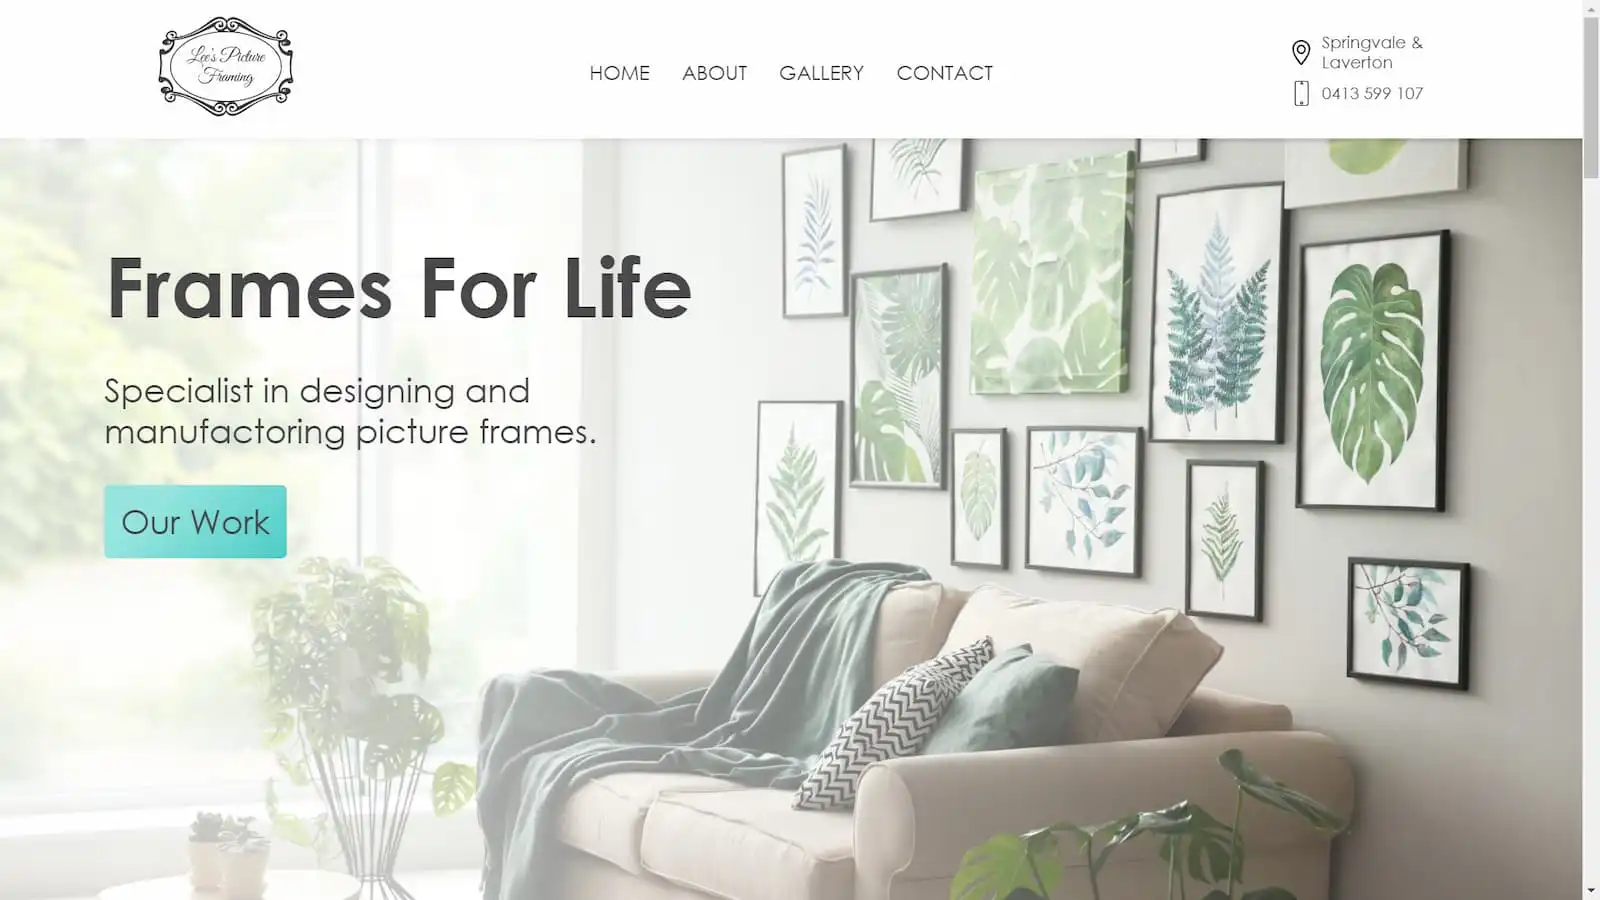 Lee's Picture
Framing
HOME ABOUT GALLERY CONTACT
Springvale &
Laverton
0413 599 107
Frames For Life
Specialist in designing and
manufactoring picture frames.
Our Work